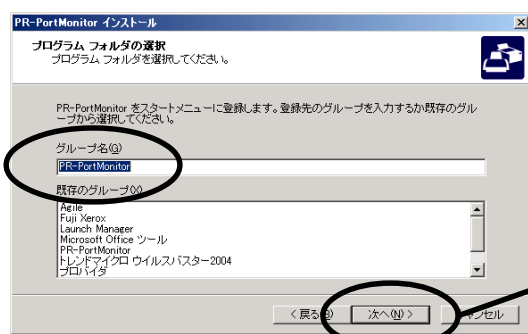 PR-PortMonitor インストール
プログラム フォルダの選択
プログラム フォルダを選択してください。
PR-PortMonitor をスタートメニューに登録します。登録先のグループを入力するか既存のグル
ープから選択してください。
グループ名(G)
PR-PortMonitor
既存のグループ(X)
Agile
Fuji Xerox
Launch Manager
Microsoft Office ツール
PR-PortMonitor
トレンドマイクロ ウイルスバスター2004
プロバイダ
< 戻る(B)
次へ(N) >
キャンセル